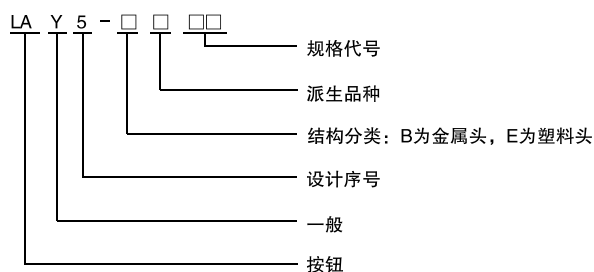 LA Y 5 - □ □ □□
规格代号
派生品种
结构分类：B为金属头，E为塑料头
设计序号
一般
按钮